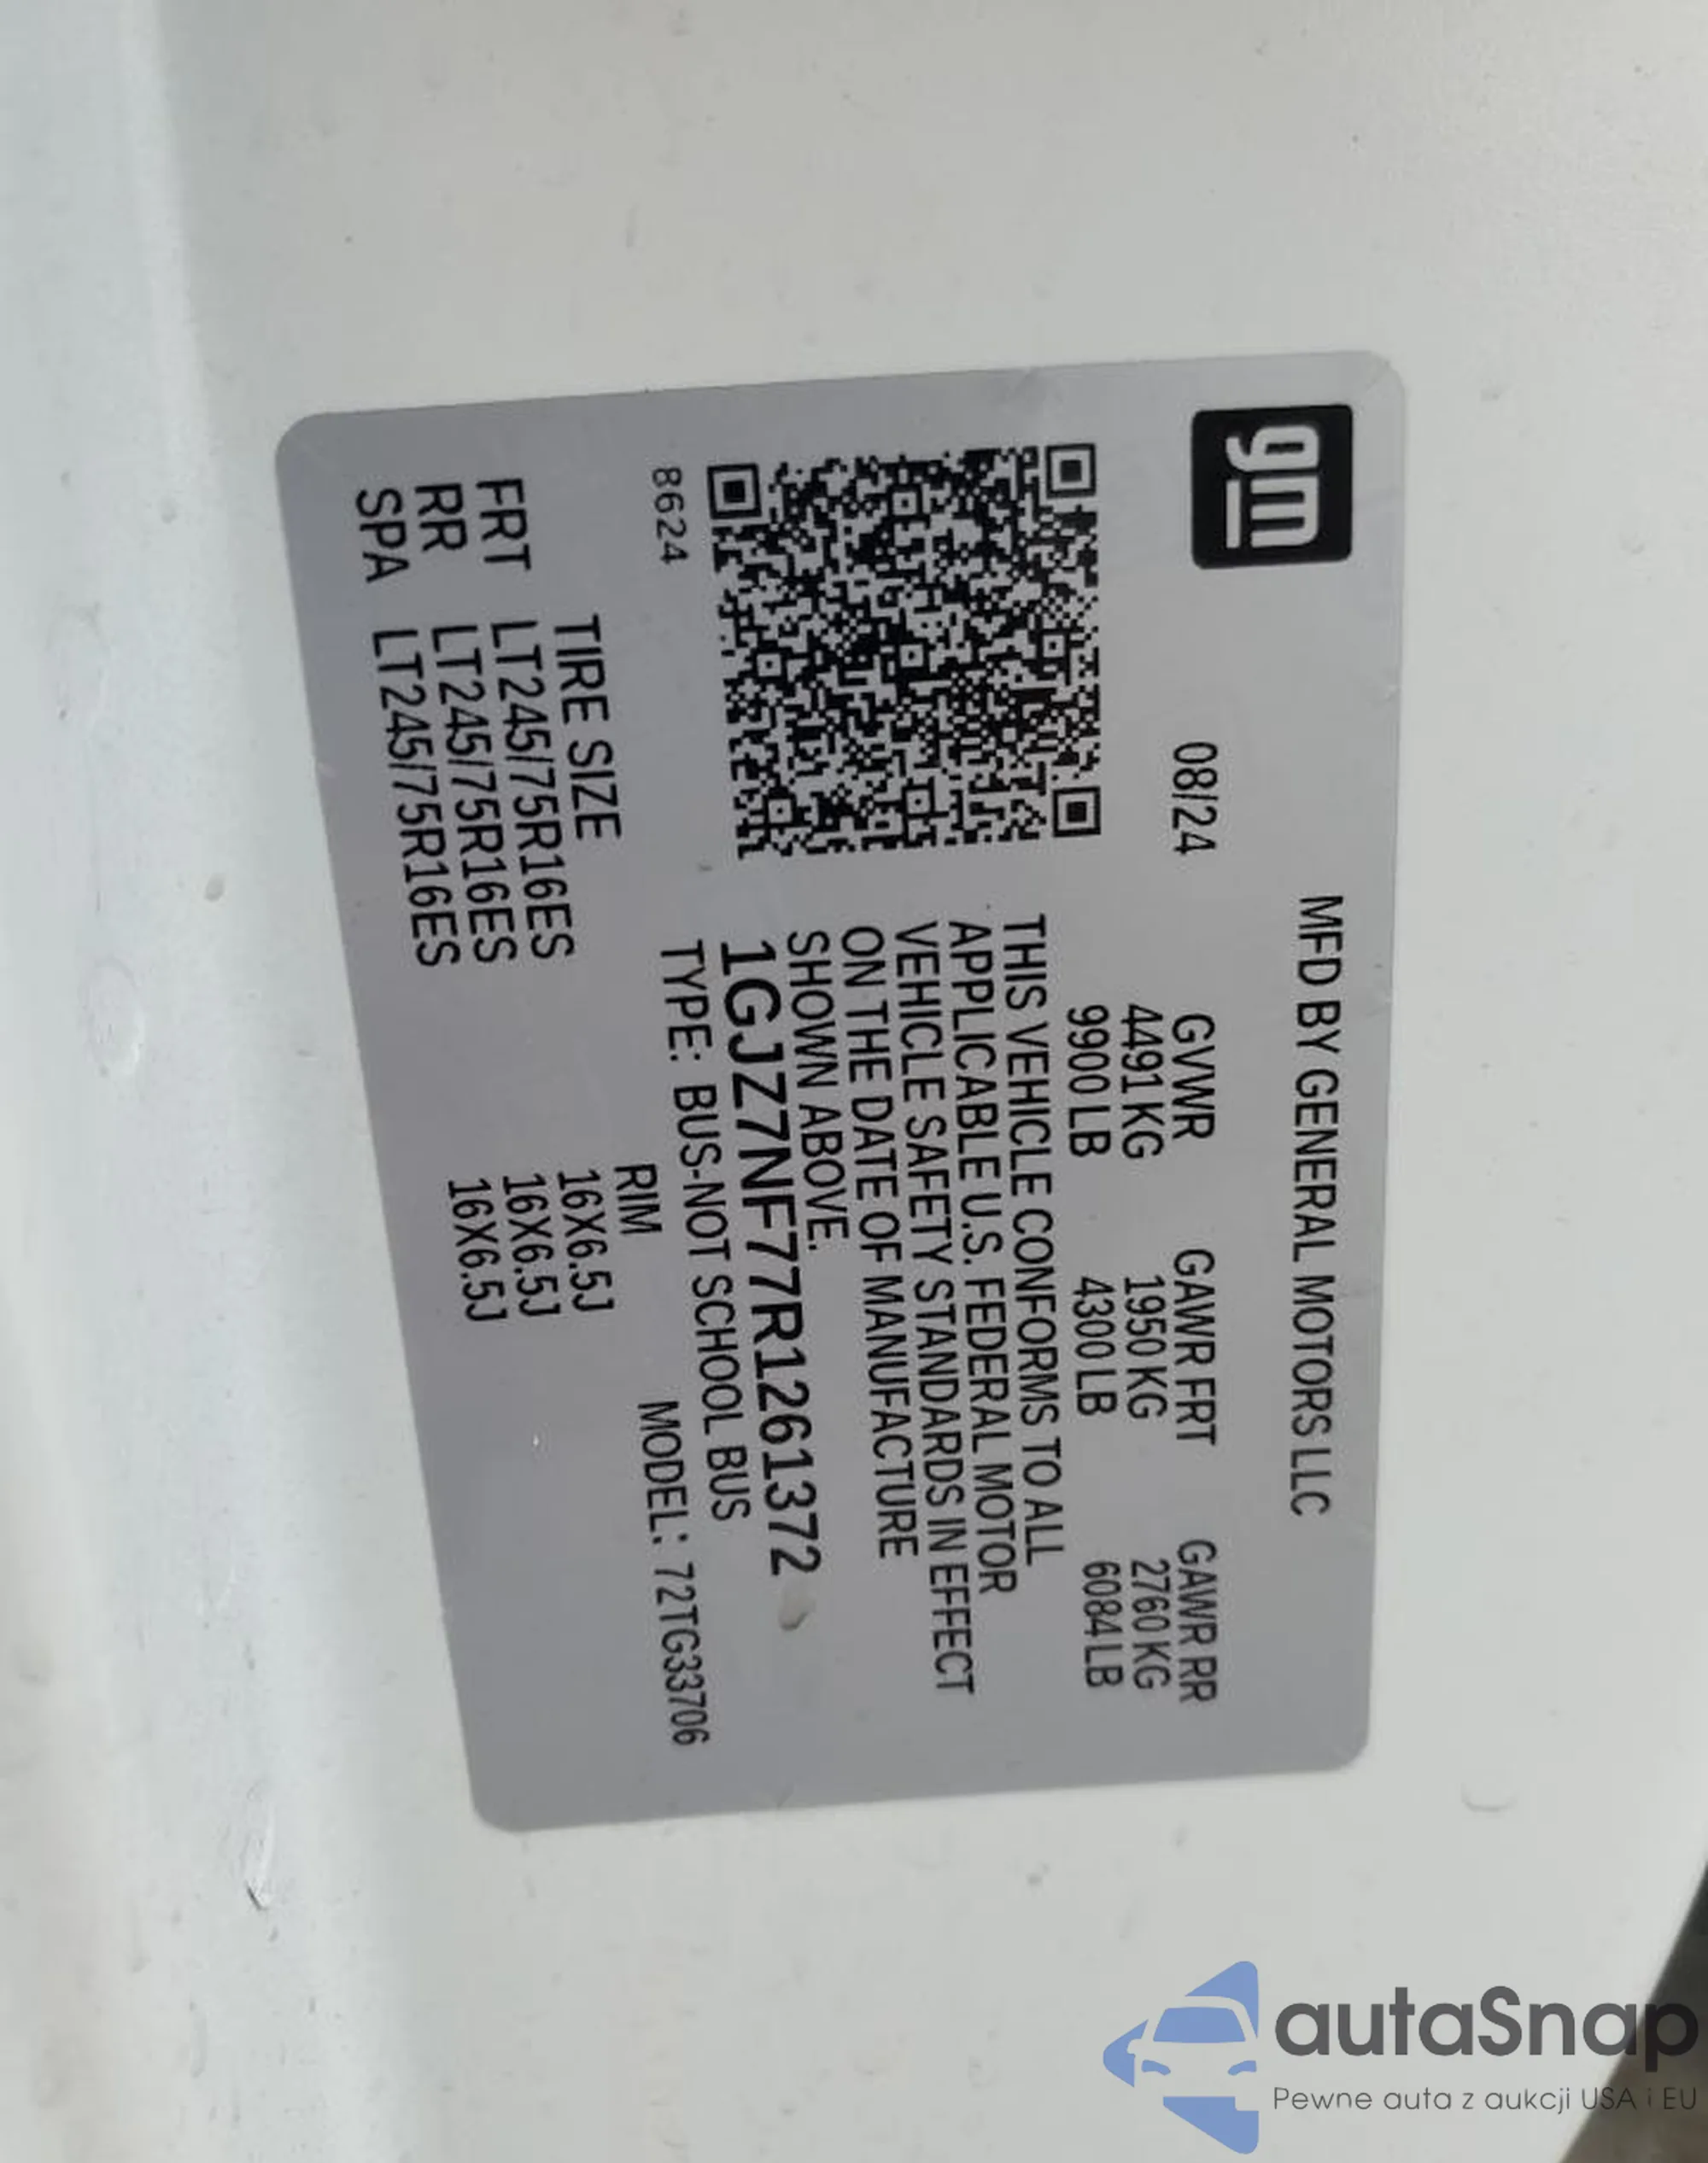 gm
MFD BY GENERAL MOTORS LLC
08/24 GVWR GAWR FRT GAWR RR
4491 KG 1950 KG 2760 KG
9900 LB 4300 LB 6084 LB
THIS VEHICLE CONFORMS TO ALL
APPLICABLE U.S. FEDERAL MOTOR
VEHICLE SAFETY STANDARDS IN EFFECT
ON THE DATE OF MANUFACTURE
SHOWN ABOVE.
1GJZ7NF77R1261372
TYPE: BUS-NOT SCHOOL BUS
8624
MODEL: 72TG33706
TIRE SIZE RIM
FRT LT245/75R16ES 16X6.5J
RR LT245/75R16ES 16X6.5J
SPA LT245/75R16ES 16X6.5J
autaSnap
Pewne auta z aukcji USA i EU